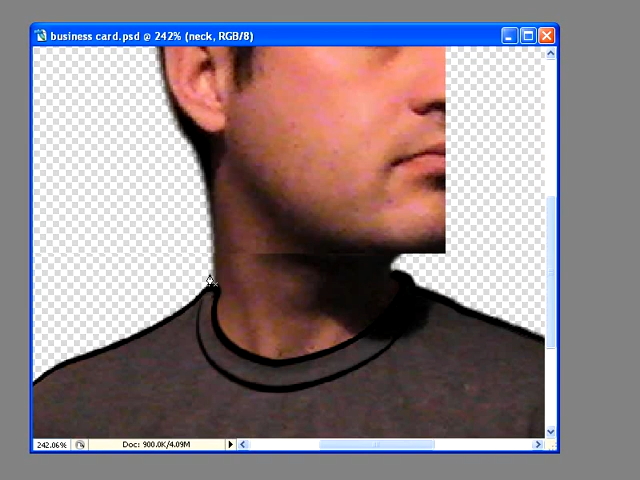 business card.psd @ 242% (neck, RGB/8)
242.06%
Doc: 900.0K/4.09M